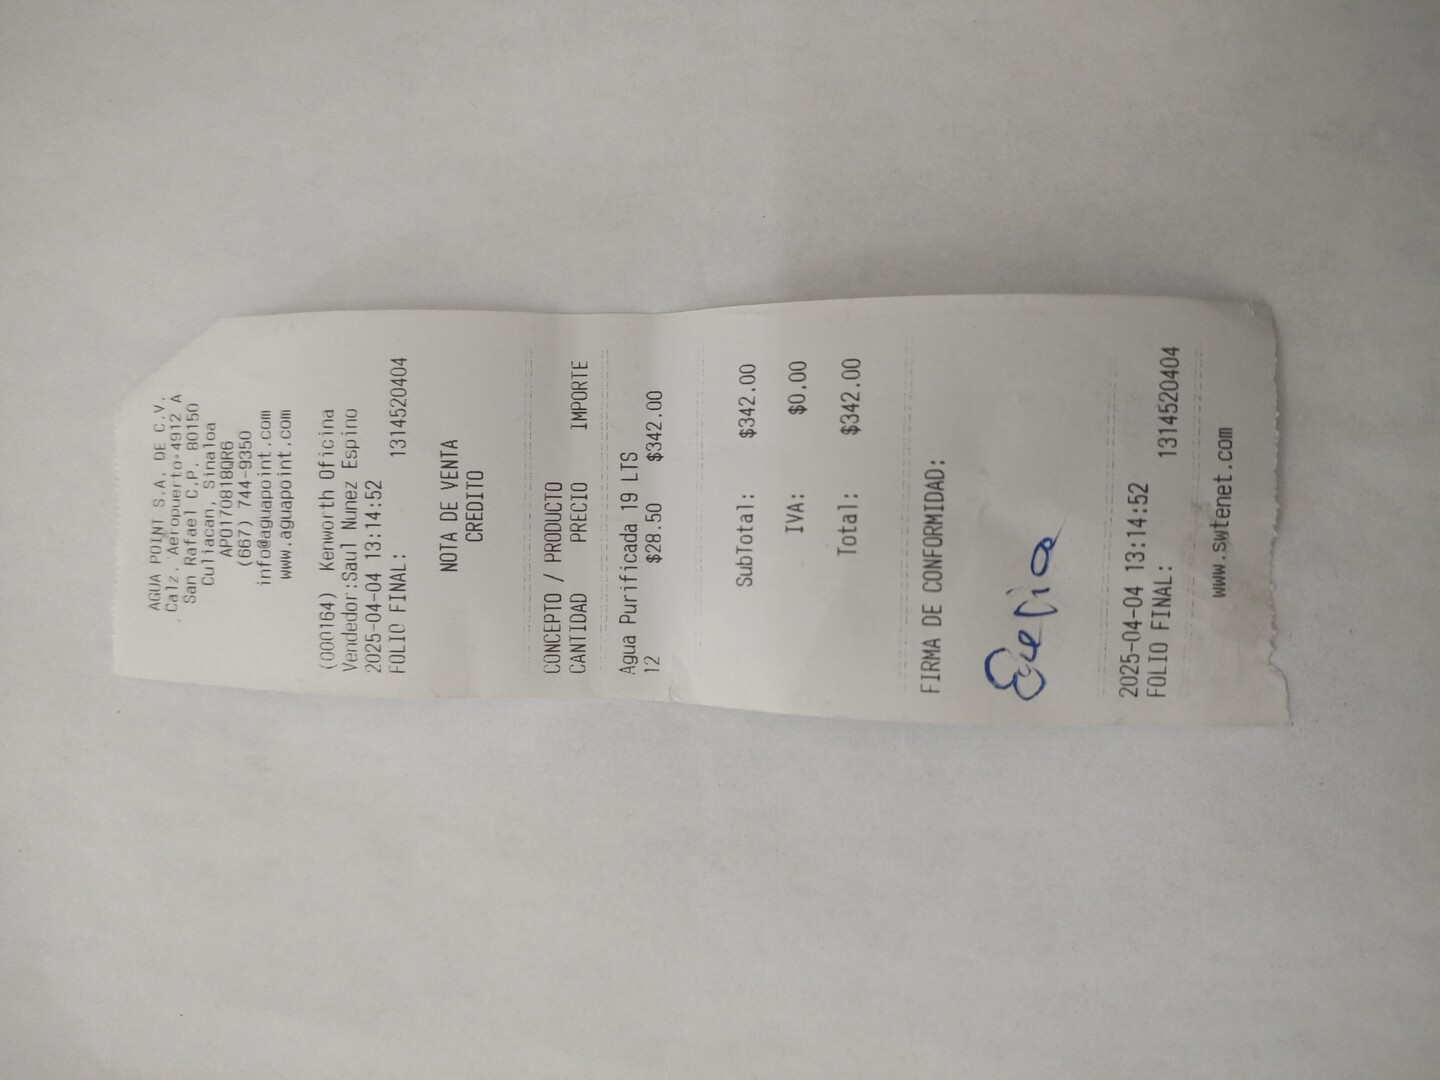 AGUA POINT S.A. DE C.V.
Calz. Aeropuerto 4912 A
San Rafael C.P. 80150
Culiacan, Sinaloa
APO170818QR6
(667) 744-9350
info@aguapoint.com
www.aguapoint.com
(000164) Kenworth Oficina
Vendedor:Saul Nunez Espino
2025-04-04 13:14:52
FOLIO FINAL: 1314520404
NOTA DE VENTA
CREDITO
CONCEPTO / PRODUCTO
CANTIDAD PRECIO IMPORTE
Agua Purificada 19 LTS
12 $28.50 $342.00
SubTotal: $342.00
IVA: $0.00
Total: $342.00
FIRMA DE CONFORMIDAD:
2025-04-04 13:14:52
FOLIO FINAL: 1314520404
www.swtenet.com